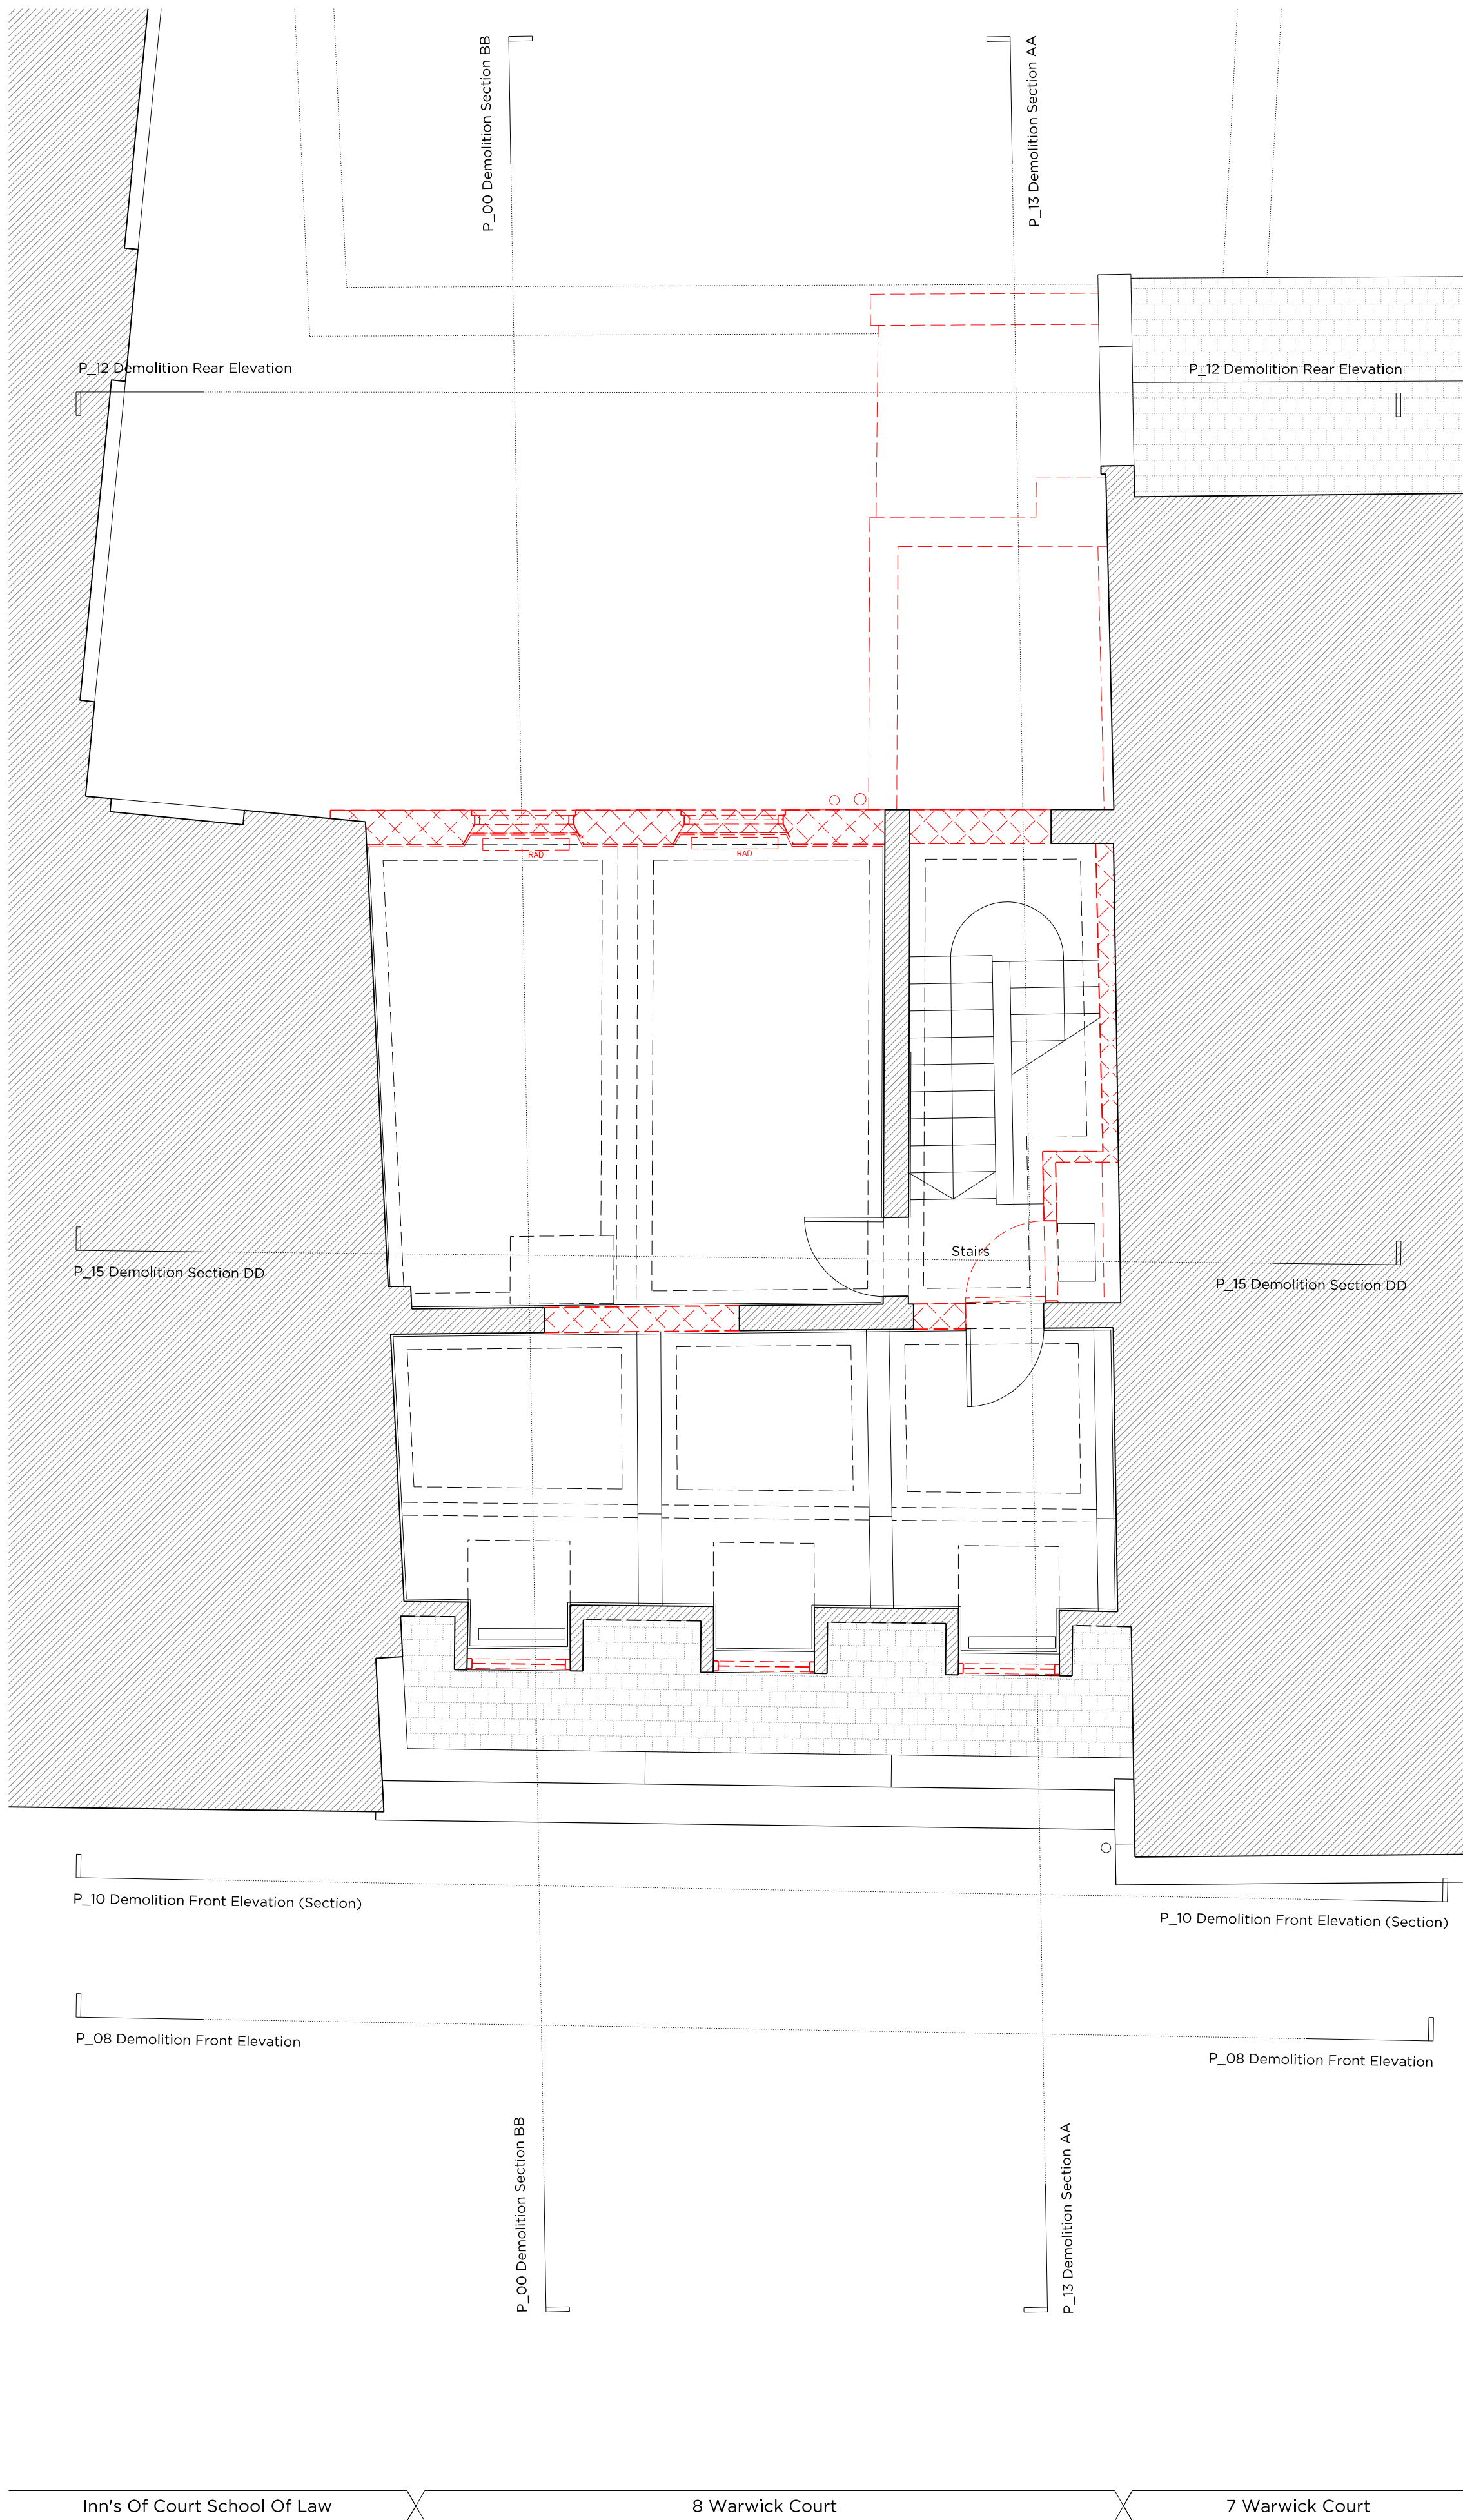 P_00 Demolition Section BB
P_13 Demolition Section AA
P_12 Demolition Rear Elevation
P_12 Demolition Rear Elevation
RAD
RAD
Stairs
P_15 Demolition Section DD
P_15 Demolition Section DD
P_10 Demolition Front Elevation (Section)
P_10 Demolition Front Elevation (Section)
P_08 Demolition Front Elevation
P_08 Demolition Front Elevation
P_00 Demolition Section BB
P_13 Demolition Section AA
Inn's Of Court School Of Law
8 Warwick Court
7 Warwick Court